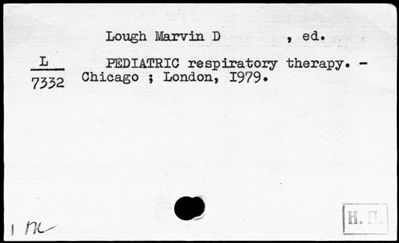 Lough Marvin D , ed.
L
7332
PEDIATRIC respiratory therapy. -
Chicago ; London, 1979.
Н. П.